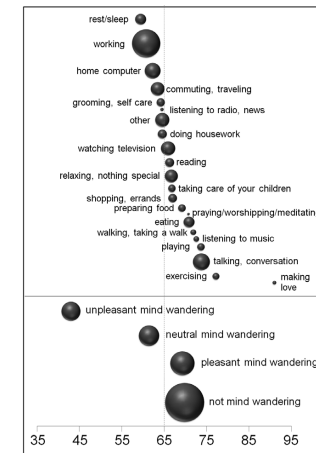 rest/sleep
working
home computer
commuting, traveling
grooming, self care
listening to radio, news
other
doing housework
watching television
reading
relaxing, nothing special
taking care of your children
shopping, errands
preparing food
praying/worshipping/meditating
eating
walking, taking a walk
listening to music
playing
talking, conversation
exercising
making
love
unpleasant mind wandering
neutral mind wandering
pleasant mind wandering
not mind wandering
35 45 55 65 75 85 95